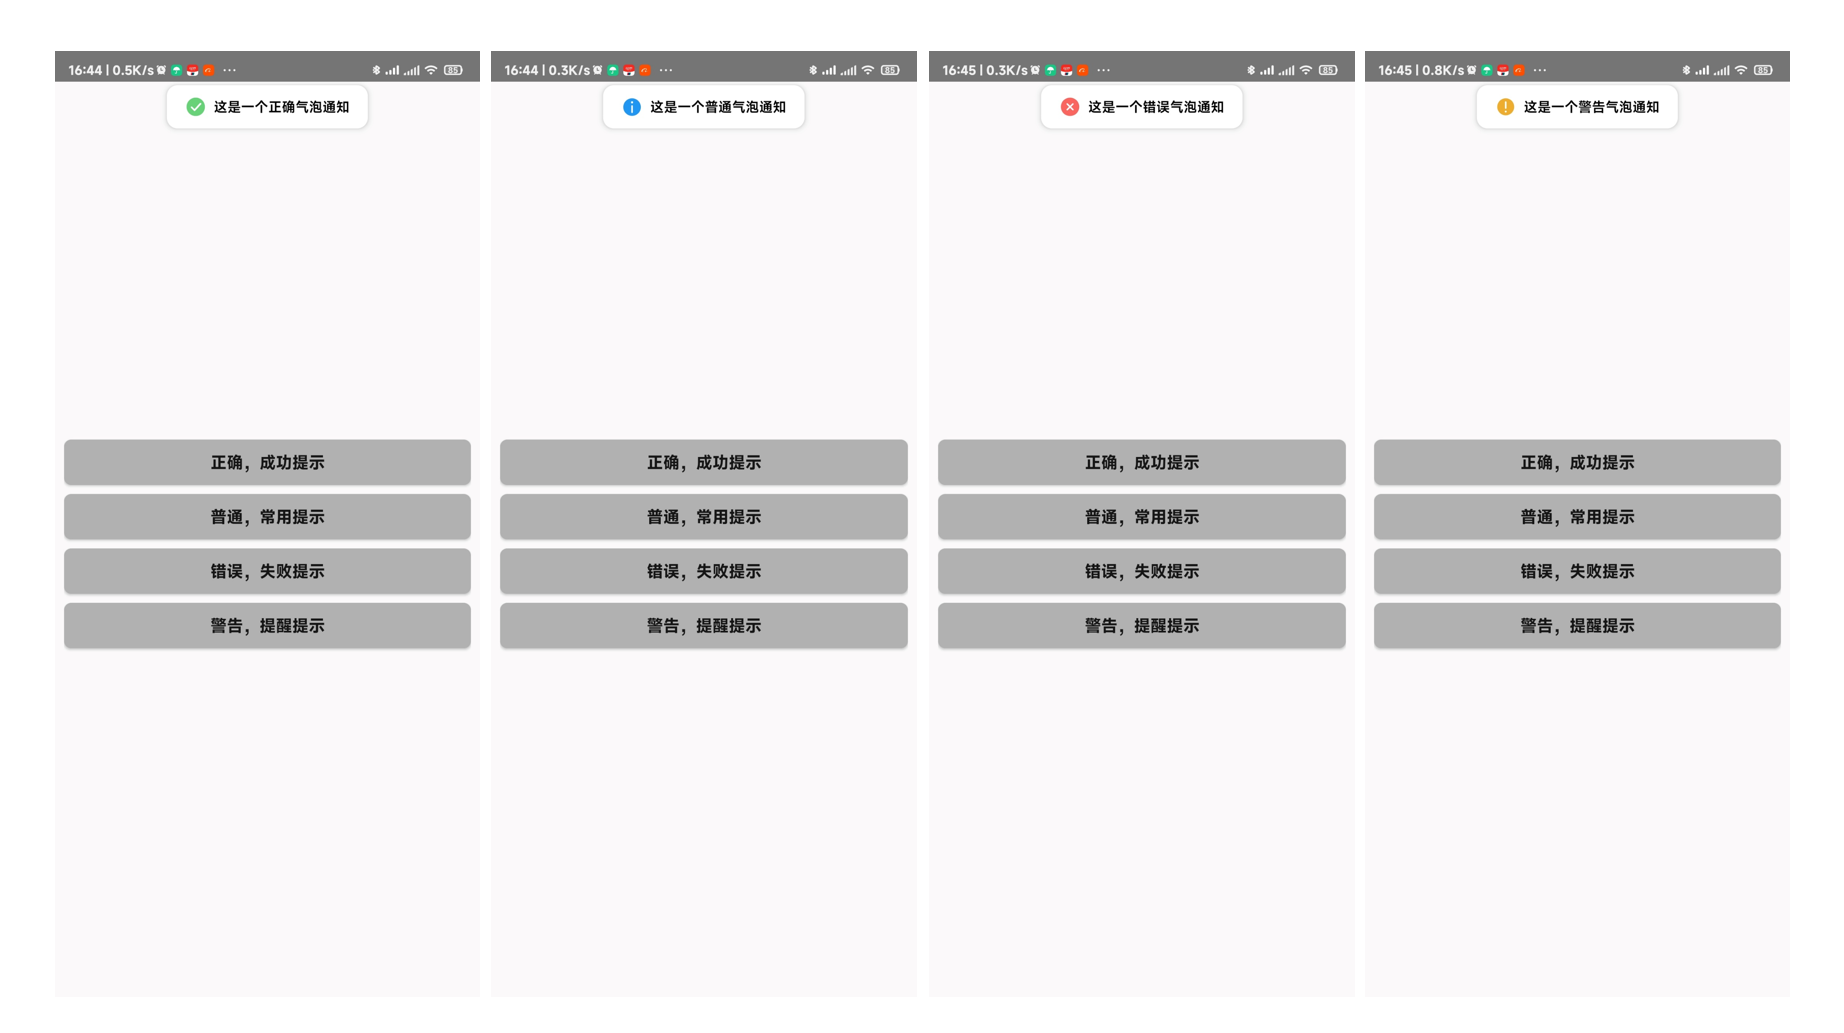 16:44 | 0.5K/s
85
这是一个正确气泡通知
正确，成功提示
普通，常用提示
错误，失败提示
警告，提醒提示
16:44 | 0.3K/s
85
这是一个普通气泡通知
正确，成功提示
普通，常用提示
错误，失败提示
警告，提醒提示
16:45 | 0.3K/s
85
这是一个错误气泡通知
正确，成功提示
普通，常用提示
错误，失败提示
警告，提醒提示
16:45 | 0.8K/s
85
这是一个警告气泡通知
正确，成功提示
普通，常用提示
错误，失败提示
警告，提醒提示